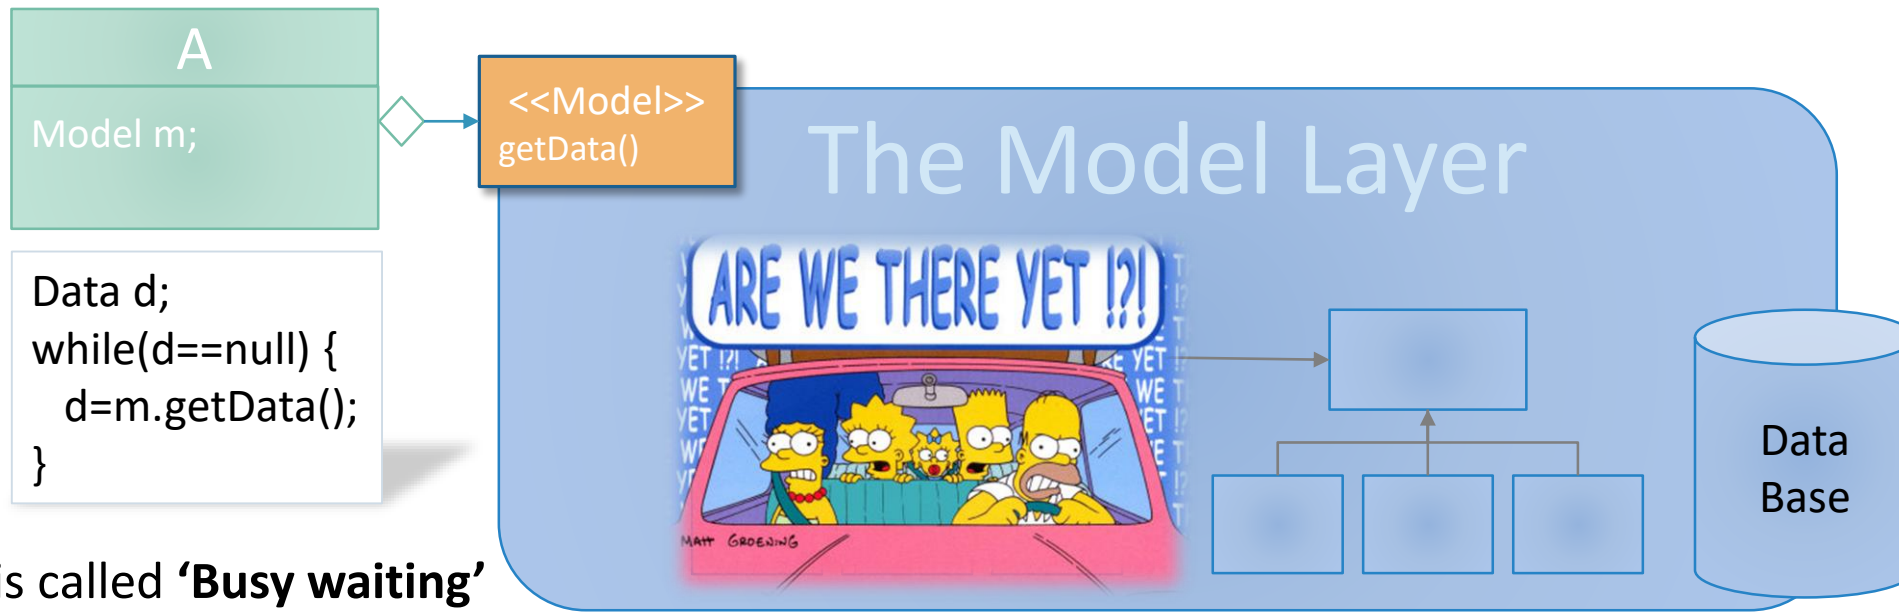 A
Model m;
<<Model>>
getData()
The Model Layer
Data d;
while(d==null) {
d=m.getData();
}
ARE WE THERE YET !?!
MATT GROENING
Data
Base
is called ‘Busy waiting’